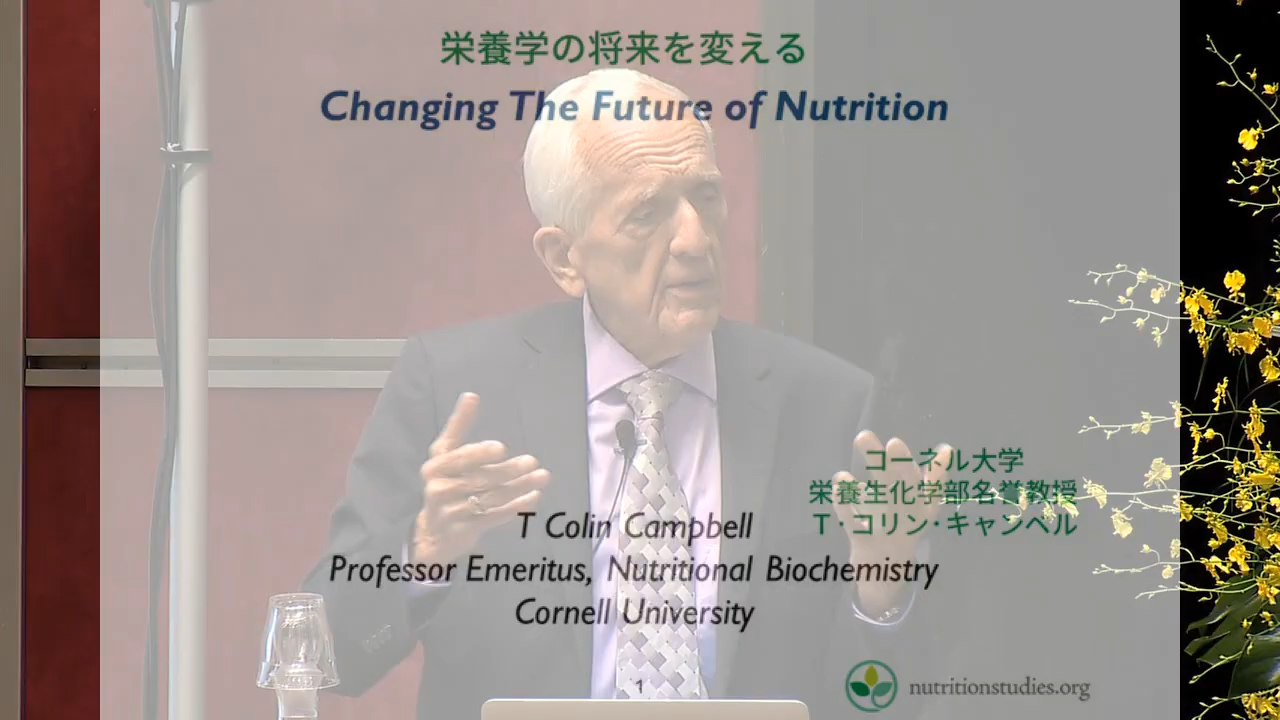 栄養学の将来を変える
Changing The Future of Nutrition
コーネル大学
栄養生化学部名誉教授
T・コリン・キャンベル
T Colin Campbell
Professor Emeritus, Nutritional Biochemistry
Cornell University
1
nutritionstudies.org